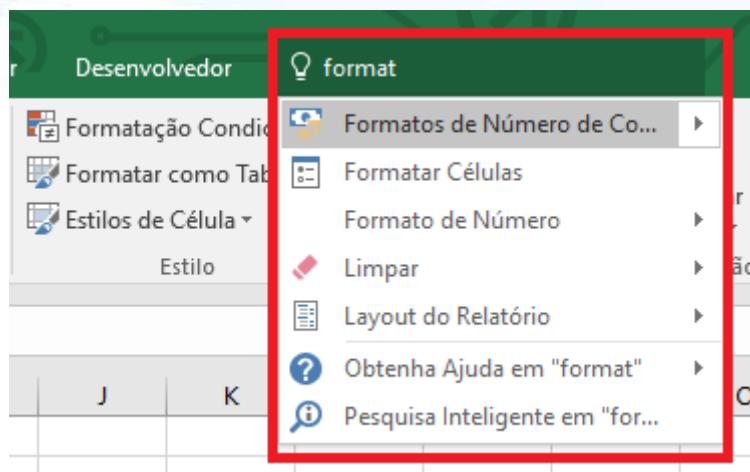 Desenvolvedor
format
Formatação Condic
Formatar como Tab
Estilos de Célula
Estilo
Formatos de Número de Co...
Formatar Células
Formato de Número
Limpar
Layout do Relatório
Obtenha Ajuda em "format"
Pesquisa Inteligente em "for...
J
K